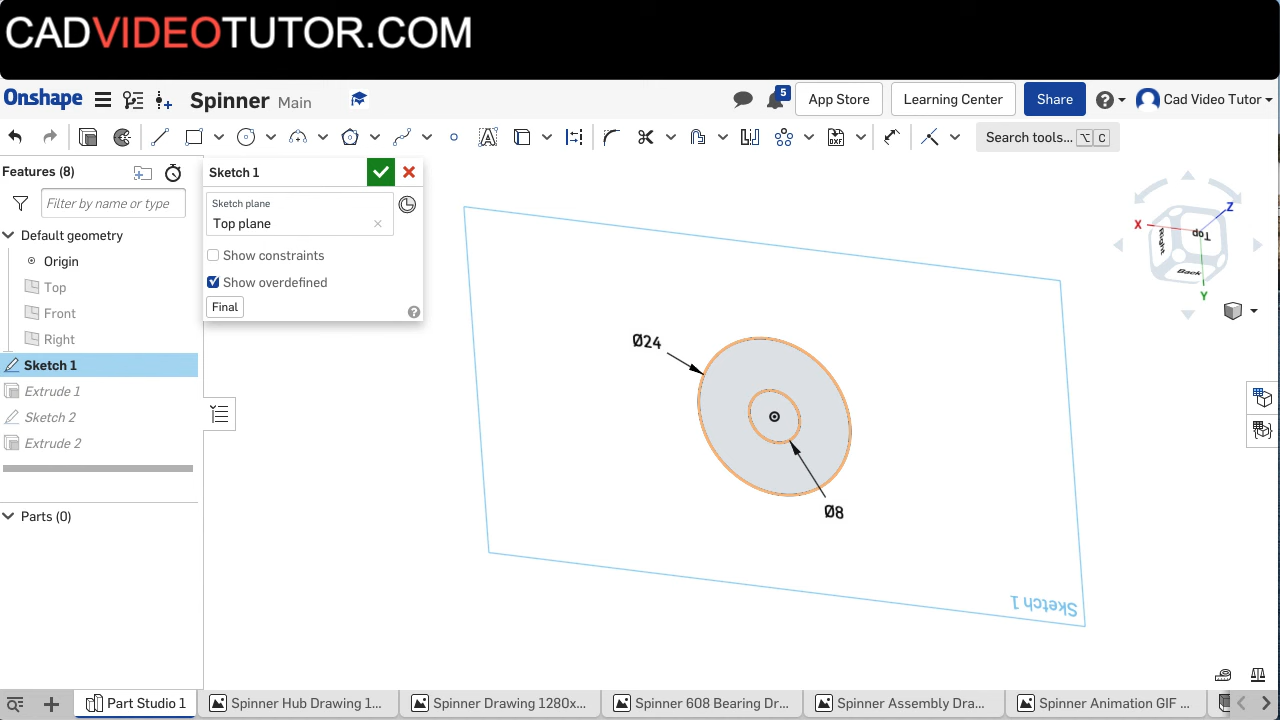 CADVIDEOTUTOR.COM
Onshape
Spinner Main
5
App Store
Learning Center
Share
Cad Video Tutor
Search tools... ⌥ C
Features (8)
Filter by name or type
Default geometry
Origin
Top
Front
Right
Sketch 1
Extrude 1
Sketch 2
Extrude 2
Parts (0)
Sketch 1
Sketch plane
Top plane
Show constraints
Show overdefined
Final
Ø24
Ø8
Sketch 1
Z
X
Top
Back
Y
Part Studio 1
Spinner Hub Drawing 1...
Spinner Drawing 1280x...
Spinner 608 Bearing Dr...
Spinner Assembly Dra...
Spinner Animation GIF ...